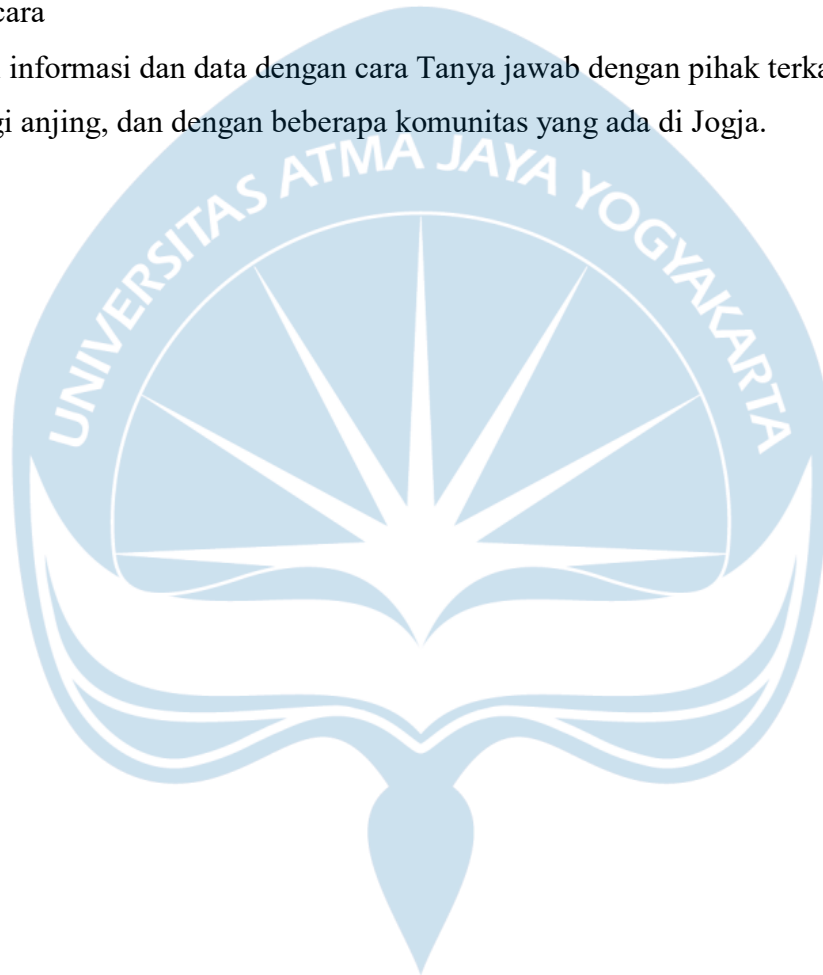 cara
informasi dan data dengan cara Tanya jawab dengan pihak terka
gi anjing, dan dengan beberapa komunitas yang ada di Jogja.
UNIVERSITAS ATMA JAYA YOGYAKARTA